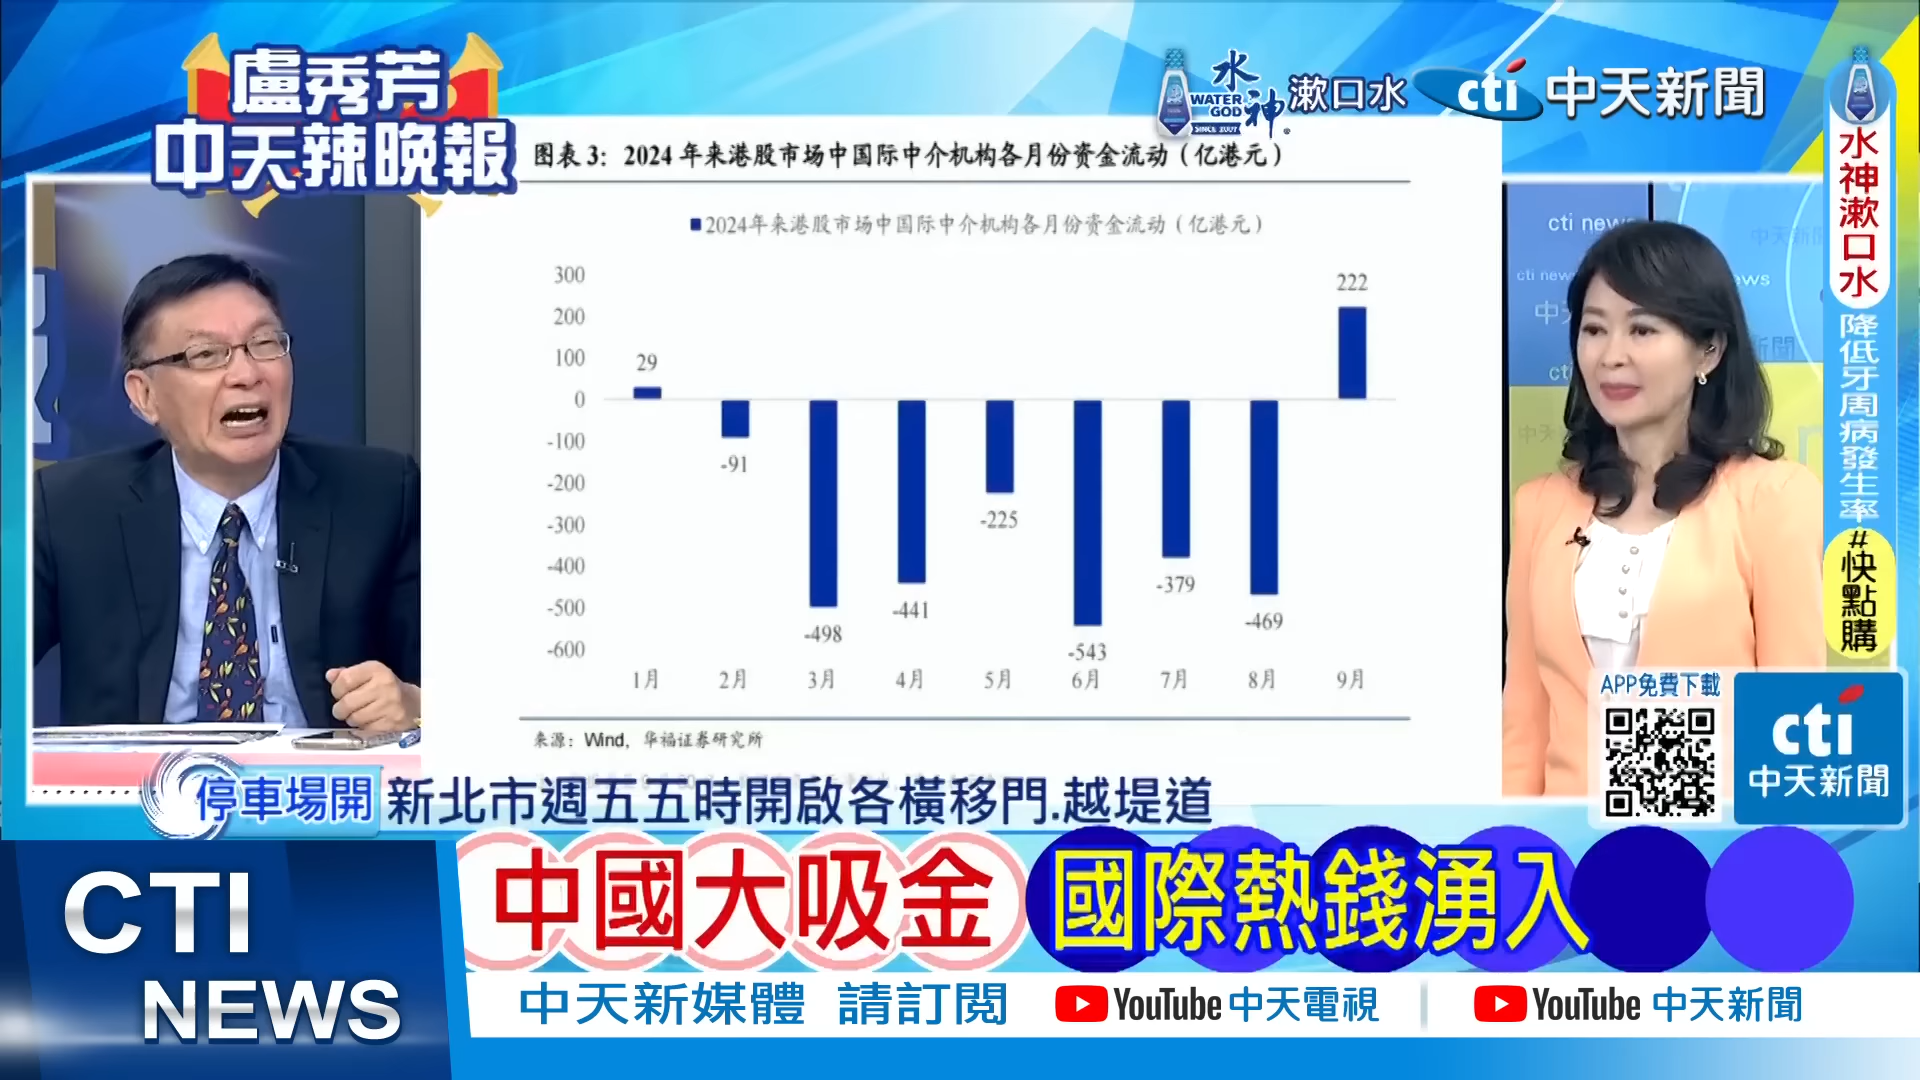 盧秀芳
中天辣晚報
水神
WATER GOD
SINCE 2007
漱口水
cti 中天新聞
图表 3：2024 年来港股市场中国际中介机构各月份资金流动（亿港元）
2024年来港股市场中国际中介机构各月份资金流动（亿港元）
300
200
100
0
-100
-200
-300
-400
-500
-600
29
-91
-498
-441
-225
-543
-379
-469
222
1月 2月 3月 4月 5月 6月 7月 8月 9月
来源：Wind，华福证券研究所
cti news
cti news
中天新聞
水神漱口水
降低牙周病發生率
#快點購
APP免費下載
cti
中天新聞
停車場開 新北市週五五時開啟各橫移門.越堤道
CTI
NEWS
中國大吸金 國際熱錢湧入
中天新媒體 請訂閱 YouTube 中天電視 YouTube 中天新聞